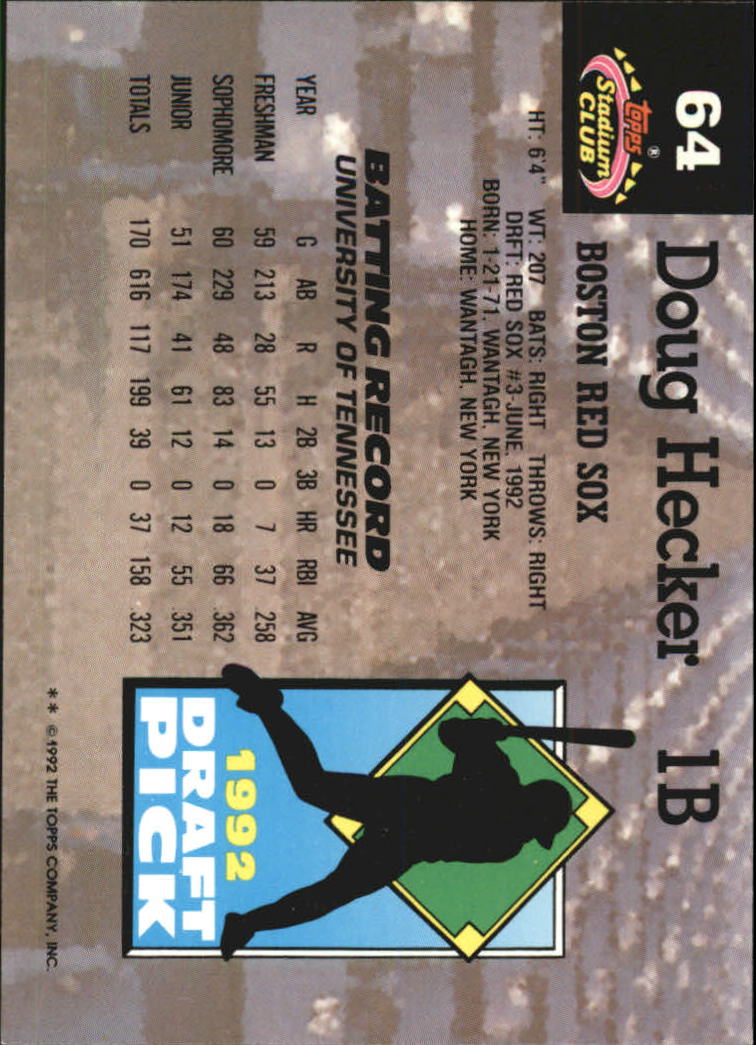 64
Doug Hecker 1B
topps ®
Stadium
CLUB
BOSTON RED SOX
HT: 6'4" WT: 207 BATS: RIGHT THROWS: RIGHT
DRFT: RED SOX #3-JUNE, 1992
BORN: 1-21-71, WANTAGH, NEW YORK
HOME: WANTAGH, NEW YORK
BATTING RECORD
UNIVERSITY OF TENNESSEE
YEAR G AB R H 2B 3B HR RBI AVG
FRESHMAN 59 213 28 55 13 0 7 37 .258
SOPHOMORE 60 229 48 83 14 0 18 66 .362
JUNIOR 51 174 41 61 12 0 12 55 .351
TOTALS 170 616 117 199 39 0 37 158 .323
1992
DRAFT
PICK
** ©1992 THE TOPPS COMPANY, INC.